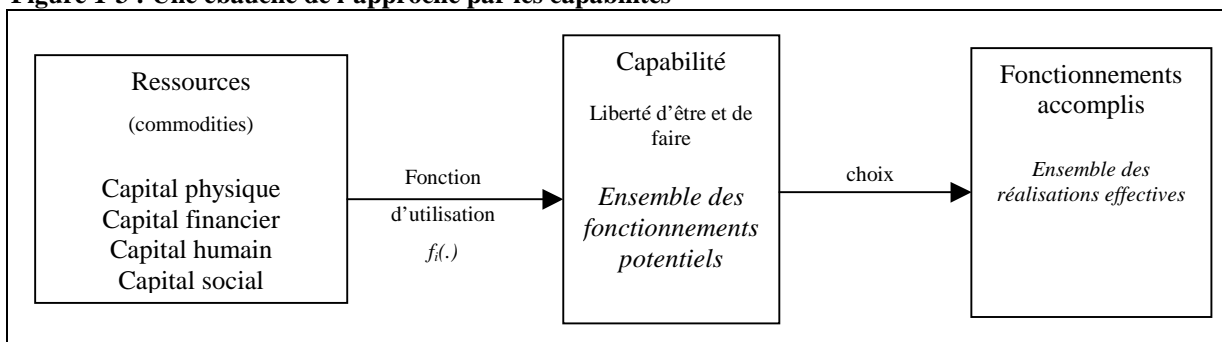 Figure 1-3 : Une ébauche de l'approche par les capabilités
Ressources
(commodities)
Capital physique
Capital financier
Capital humain
Capital social
Fonction
d'utilisation
fi(.)
Capabilité
Liberté d'être et de
faire
Ensemble des
fonctionnements
potentiels
choix
Fonctionnements
accomplis
Ensemble des
réalisations effectives